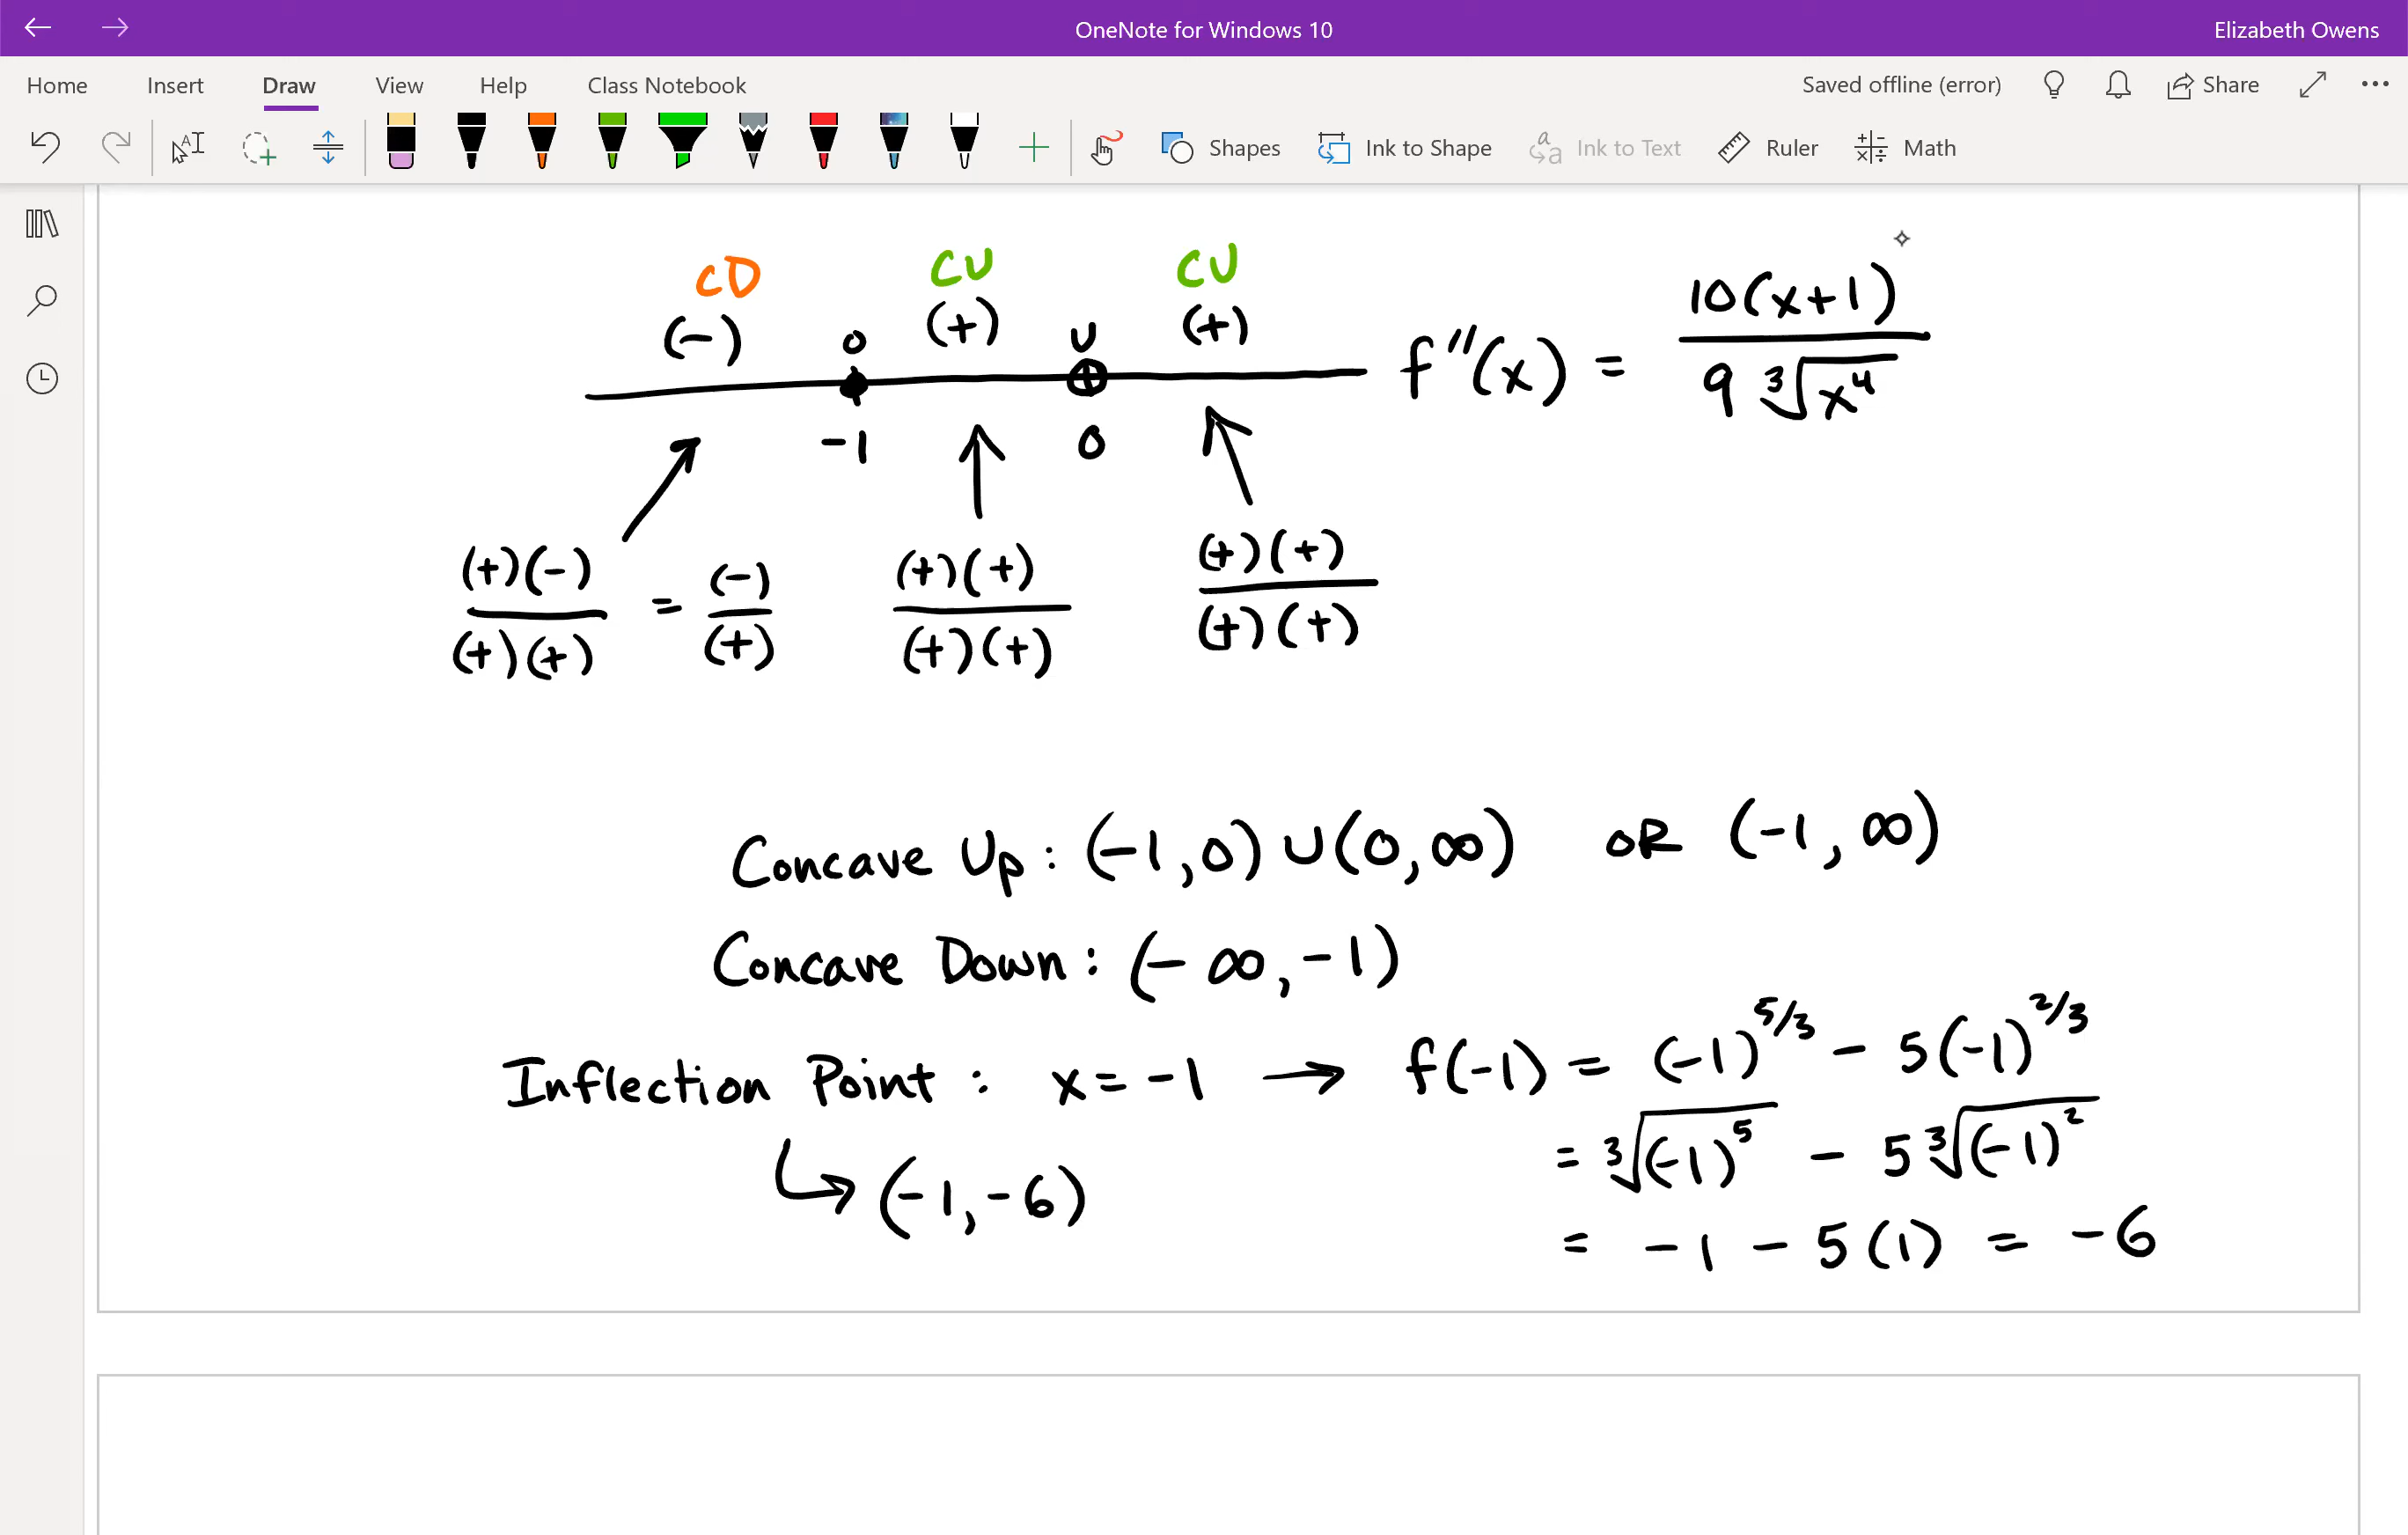 OneNote for Windows 10
Elizabeth Owens
Home Insert Draw View Help Class Notebook Saved offline (error) Share
Shapes Ink to Shape Ink to Text Ruler Math
CD CU CU
(-) 0 (+) U (+)
-1 0
f''(x) = 10(x+1) / 9 ∛x⁴
(+)(-) / (+)(+) = (-) / (+)
(+)(+) / (+)(+)
(+)(+) / (+)(+)
Concave Up : (-1,0) ∪ (0,∞) OR (-1,∞)
Concave Down : (-∞,-1)
Inflection Point : x = -1 → f(-1) = (-1)^5/3 - 5(-1)^2/3
= ∛(-1)⁵ - 5∛(-1)²
↳ (-1,-6)
= -1 - 5(1) = -6